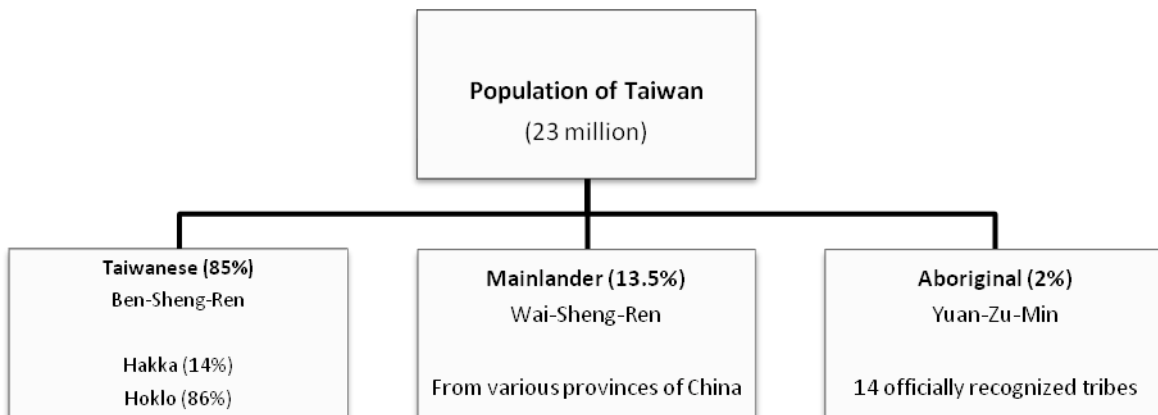 Population of Taiwan
(23 million)
Taiwanese (85%)
Ben-Sheng-Ren
Hakka (14%)
Hoklo (86%)
Mainlander (13.5%)
Wai-Sheng-Ren
From various provinces of China
Aboriginal (2%)
Yuan-Zu-Min
14 officially recognized tribes